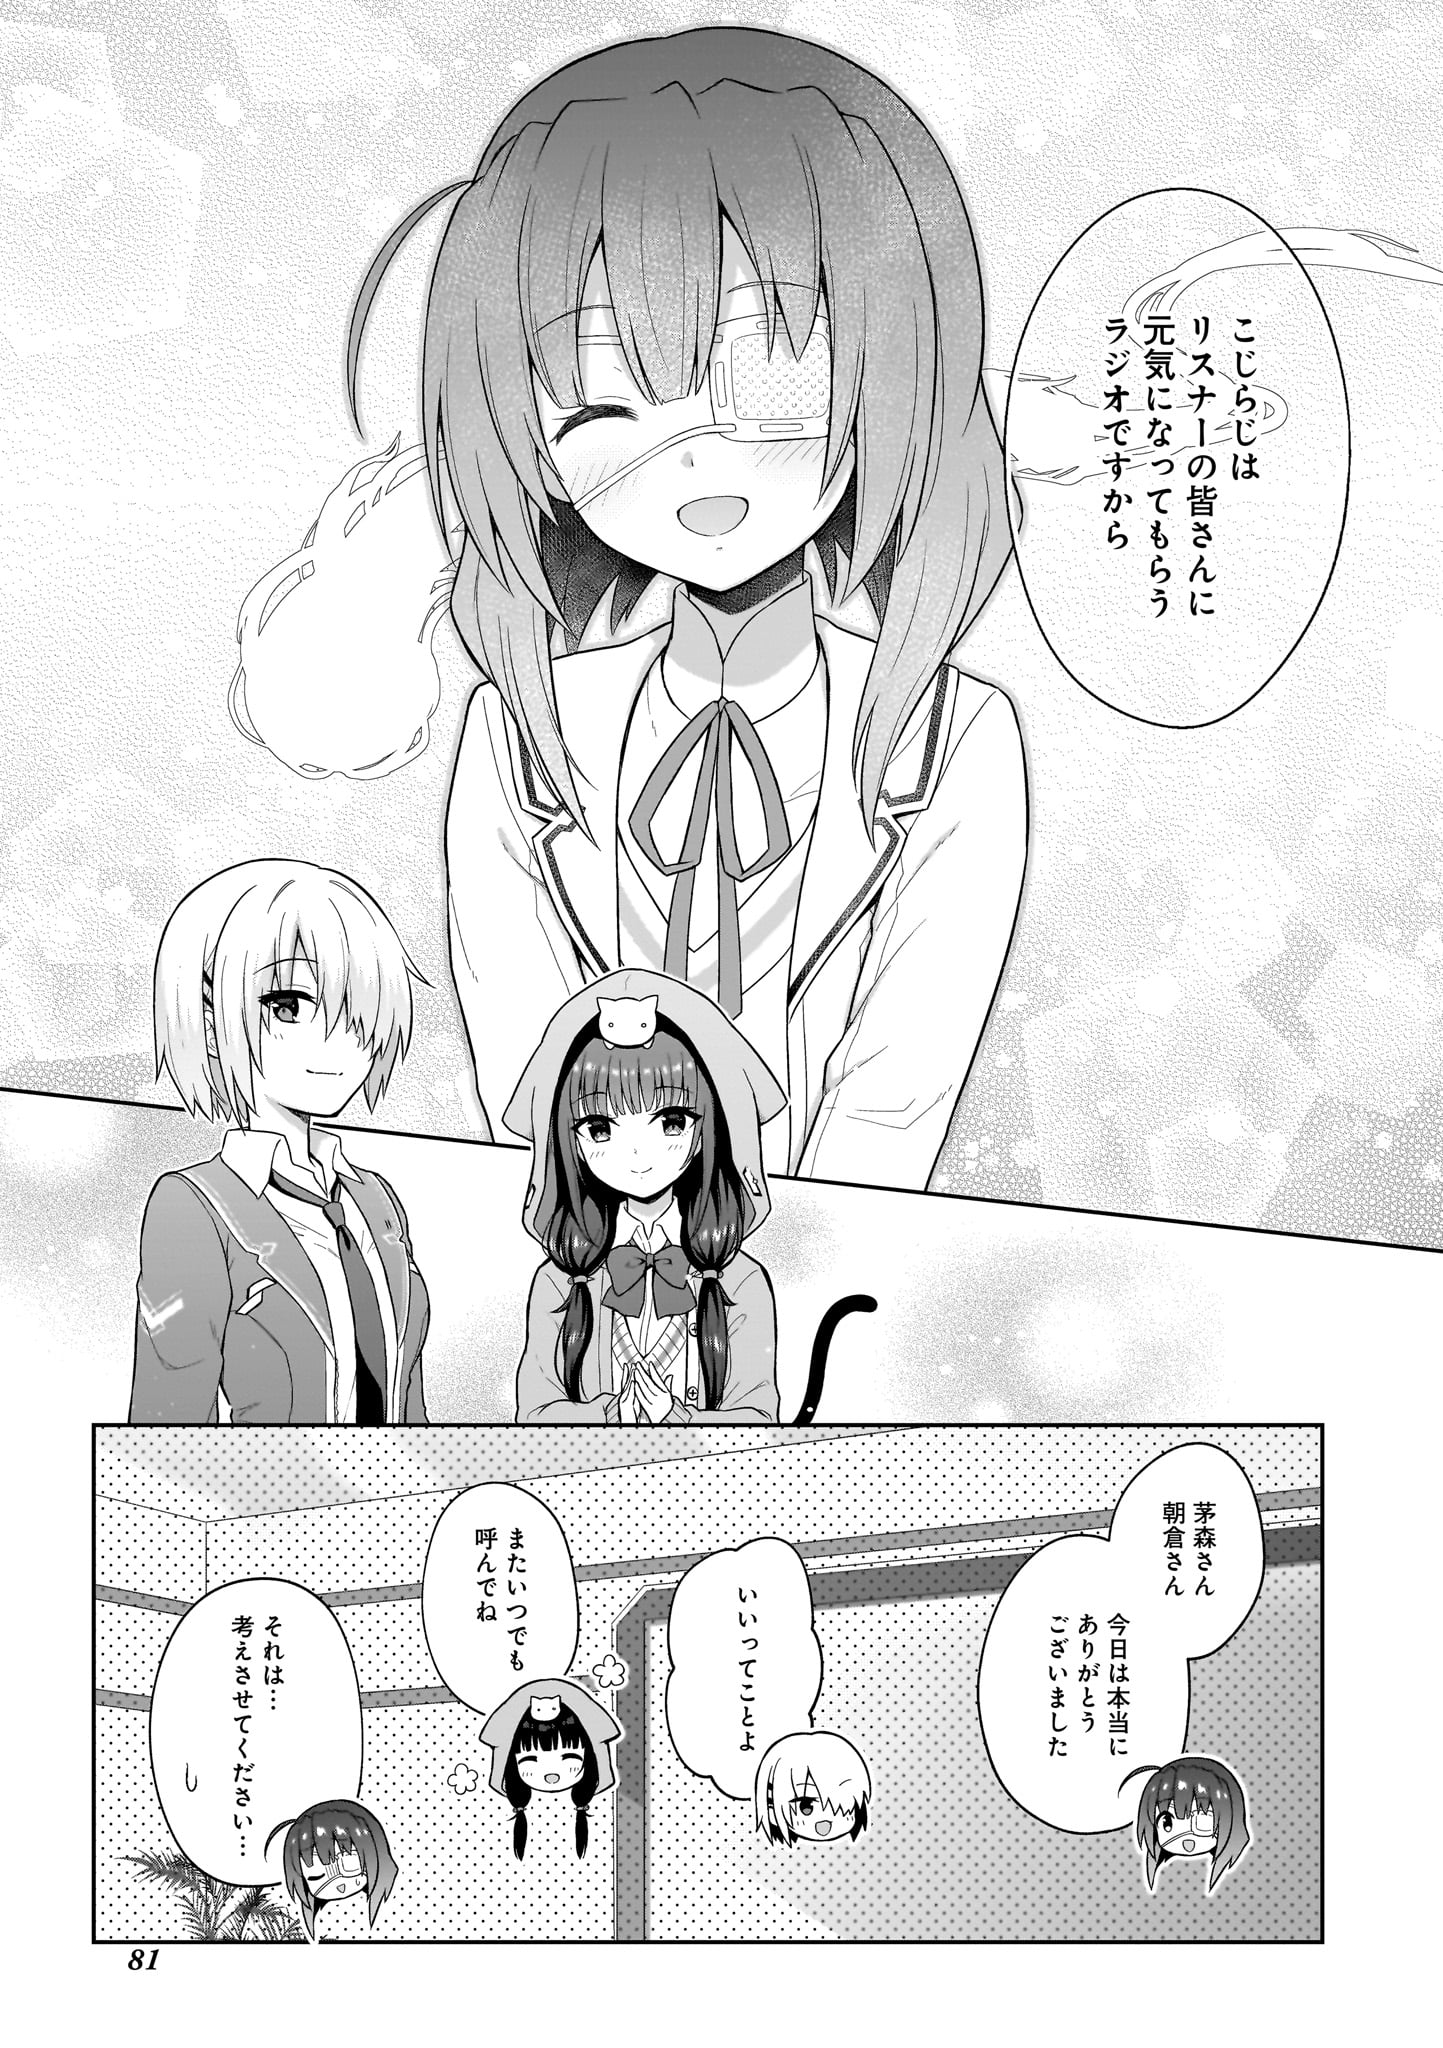 こじらじは
リスナーの皆さんに
元気になってもらう
ラジオですから
茅森さん
朝倉さん
今日は本当に
ありがとう
ございました
いいってことよ
またいつでも
呼んでね
それは…
考えさせてください…
81